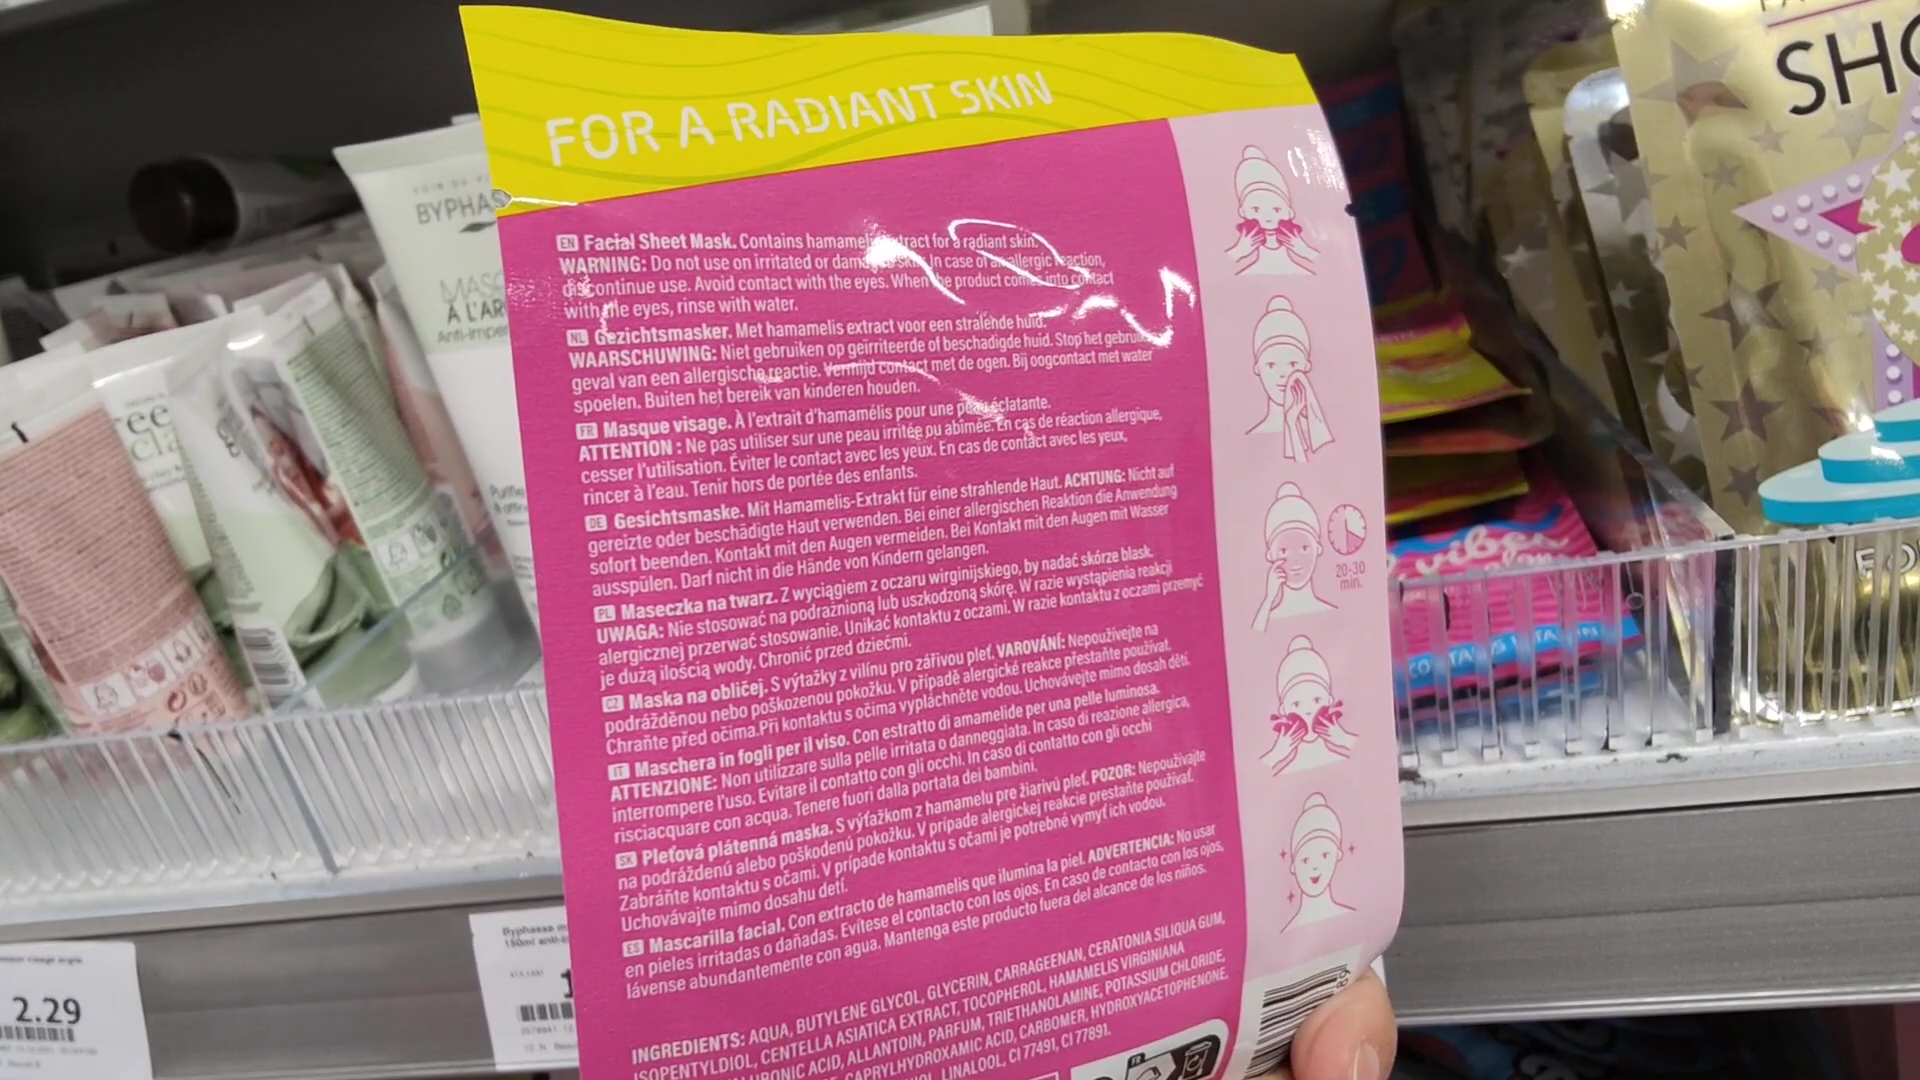 FOR A RADIANT SKIN
EN Facial Sheet Mask. Contains for a radiant skin.
WARNING: Do not use on irritated or In case of allergic reaction,
discontinue use. Avoid contact with the eyes. When the product comes into contact
with the eyes, rinse with water.
NL Gezichtsmasker. Met hamamelis extract voor een stralende huid.
WAARSCHUWING: Niet gebruiken op geïrriteerde of beschadigde huid. Stop het
geval van een allergische reactie. Vermijd contact met de ogen. Bij oogcontact met water
spoelen. Buiten het bereik van kinderen houden.
FR Masque visage. À l'extrait d'hamamélis pour une peau éclatante.
ATTENTION : Ne pas utiliser sur une peau irritée ou abîmée. En cas de réaction allergique,
cesser l'utilisation. Éviter le contact avec les yeux. En cas de contact avec les yeux,
rincer à l'eau. Tenir hors de portée des enfants.
DE Gesichtsmaske. Mit Hamamelis-Extrakt für eine strahlende Haut. ACHTUNG: Nicht auf
gereizte oder beschädigte Haut verwenden. Bei einer allergischen Reaktion die Anwendung
sofort beenden. Kontakt mit den Augen vermeiden. Bei Kontakt mit den Augen mit Wasser
ausspülen. Darf nicht in die Hände von Kindern gelangen.
PL Maseczka na twarz. Z wyciągiem z oczaru wirginijskiego, by nadać skórze blask.
UWAGA: Nie stosować na podrażnioną lub uszkodzoną skórę. W razie wystąpienia reakcji
alergicznej przerwać stosowanie. Unikać kontaktu z oczami. W razie kontaktu z oczami przemyć
je dużą ilością wody. Chronić przed dziećmi.
CZ Maska na obličej. S výtažky z vilínu pro zářivou pleť. VAROVÁNÍ: Nepoužívejte na
podrážděnou nebo poškozenou pokožku. V případě alergické reakce přestaňte používat.
Chraňte před očima.Při kontaktu s očima vypláchněte vodou. Uchovávejte mimo dosah dětí.
IT Maschera in fogli per il viso. Con estratto di amamelide per una pelle luminosa.
ATTENZIONE: Non utilizzare sulla pelle irritata o danneggiata. In caso di reazione allergica,
interrompere l'uso. Evitare il contatto con gli occhi. In caso di contatto con gli occhi
risciacquare con acqua. Tenere fuori dalla portata dei bambini.
SK Pleťová plátenná maska. S výťažkom z hamamelu pre žiarivú pleť. POZOR: Nepoužívajte
na podráždenú alebo poškodenú pokožku. V prípade alergickej reakcie prestaňte používať.
Zabráňte kontaktu s očami. V prípade kontaktu s očami je potrebné vymyť ich vodou.
Uchovávajte mimo dosahu detí.
ES Mascarilla facial. Con extracto de hamamelis que ilumina la piel. ADVERTENCIA: No usar
en pieles irritadas o dañadas. Evítese el contacto con los ojos. En caso de contacto con los ojos,
lávense abundantemente con agua. Mantenga este producto fuera del alcance de los niños.
INGREDIENTS: AQUA, BUTYLENE GLYCOL, GLYCERIN, CARRAGEENAN, CERATONIA SILIQUA GUM,
ISOPENTYLDIOL, CENTELLA ASIATICA EXTRACT, TOCOPHEROL, HAMAMELIS VIRGINIANA
ACID, ALLANTOIN, PARFUM, TRIETHANOLAMINE, POTASSIUM CHLORIDE,
CAPRYLHYDROXAMIC ACID, CARBOMER, HYDROXYACETOPHENONE,
LINALOOL, CI 77491, CI 77891.
20-30
min.
FR
BYPHAS
MASQ
À L'AR
Anti-imper
SHO
2.29